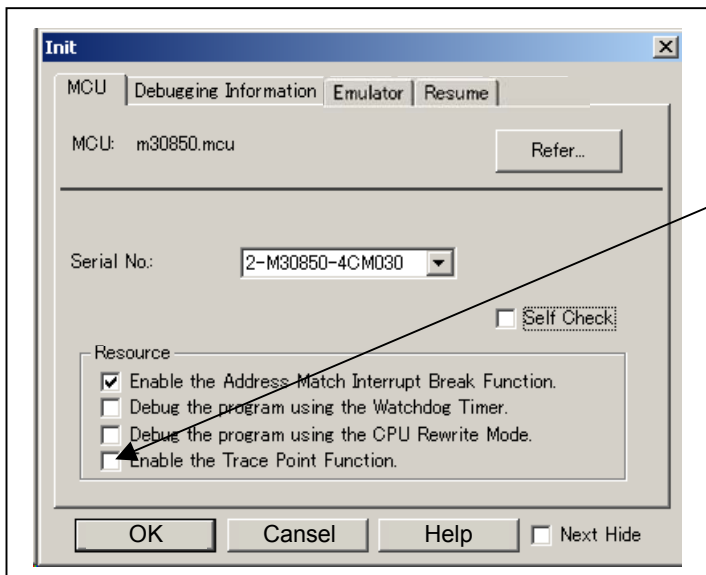 Init
MCU Debugging Information Emulator Resume
MCU: m30850.mcu Refer...
Serial No.: 2-M30850-4CM030
Self Check
Resource
Enable the Address Match Interrupt Break Function.
Debug the program using the Watchdog Timer.
Debug the program using the CPU Rewrite Mode.
Enable the Trace Point Function.
OK Cansel Help Next Hide